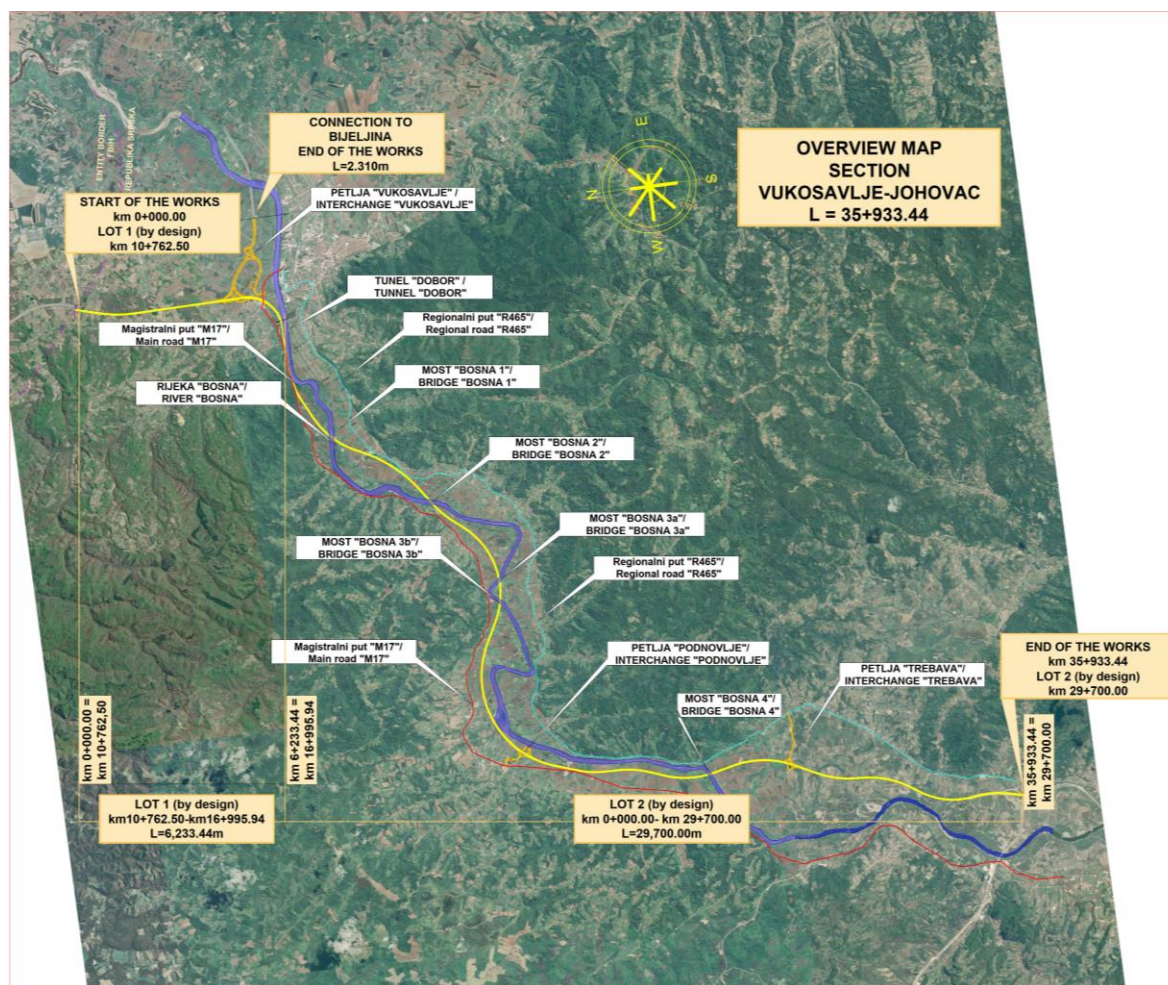 ENTITY BORDER
FBIH
REPUBLIKA SRPSKA
CONNECTION TO
BIJELJINA
END OF THE WORKS
L=2.310m
OVERVIEW MAP
SECTION
VUKOSAVLJE-JOHOVAC
L = 35+933.44
E
N
S
W
START OF THE WORKS
km 0+000.00
LOT 1 (by design)
km 10+762.50
PETLJA "VUKOSAVLJE" /
INTERCHANGE "VUKOSAVLJE"
TUNEL "DOBOR" /
TUNNEL "DOBOR"
Magistralni put "M17"/
Main road "M17"
Regionalni put "R465"/
Regional road "R465"
RIJEKA "BOSNA"/
RIVER "BOSNA"
MOST "BOSNA 1"/
BRIDGE "BOSNA 1"
MOST "BOSNA 2"/
BRIDGE "BOSNA 2"
MOST "BOSNA 3a"/
BRIDGE "BOSNA 3a"
MOST "BOSNA 3b"/
BRIDGE "BOSNA 3b"
Regionalni put "R465"/
Regional road "R465"
Magistralni put "M17"/
Main road "M17"
PETLJA "PODNOVLJE"/
INTERCHANGE "PODNOVLJE"
MOST "BOSNA 4"/
BRIDGE "BOSNA 4"
PETLJA "TREBAVA"/
INTERCHANGE "TREBAVA"
END OF THE WORKS
km 35+933.44
LOT 2 (by design)
km 29+700.00
km 0+000.00 =
km 10+762,50
km 6+233.44 =
km 16+995.94
km 35+933.44 =
km 29+700.00
LOT 1 (by design)
km10+762.50-km16+995.94
L=6,233.44m
LOT 2 (by design)
km 0+000.00- km 29+700.00
L=29,700.00m